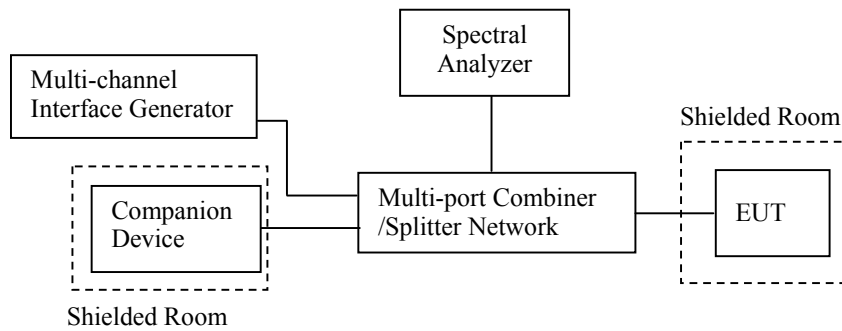 Spectral
Analyzer
Multi-channel
Interface Generator
Shielded Room
Multi-port Combiner
/Splitter Network
EUT
Companion
Device
Shielded Room